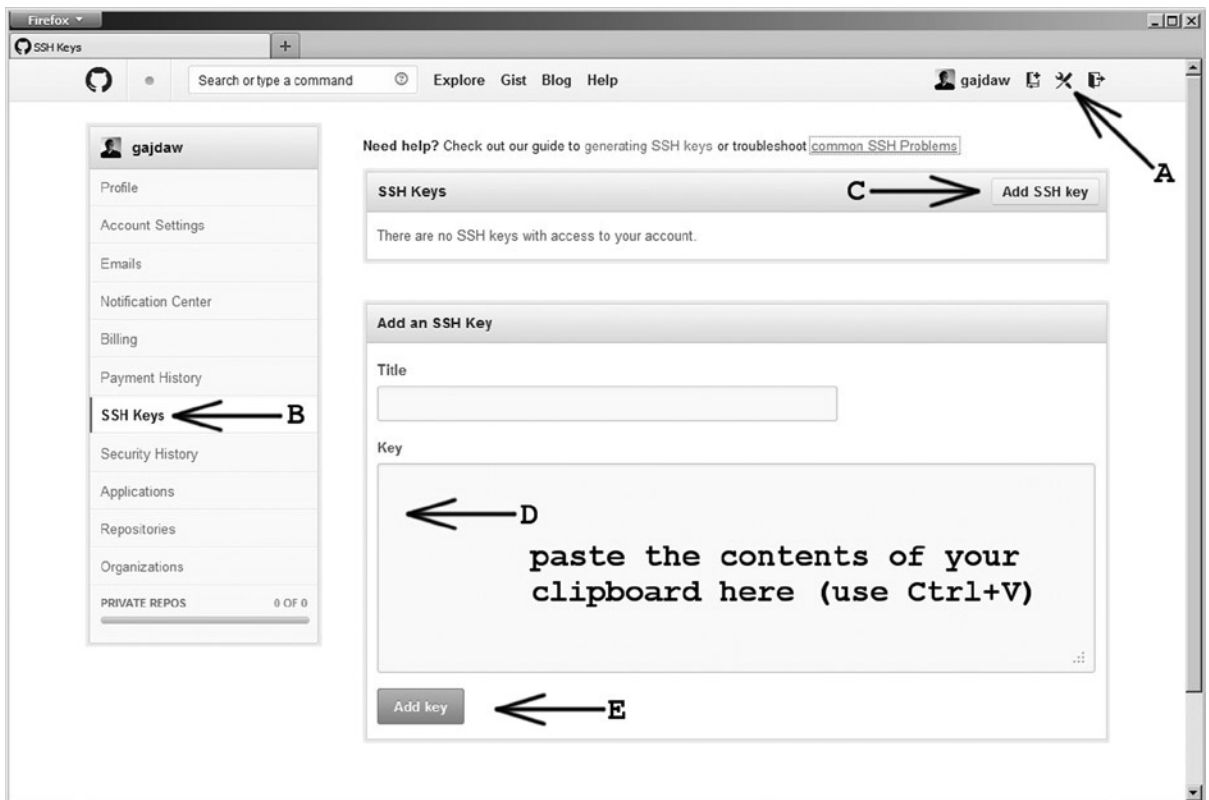 Firefox
SSH Keys
Search or type a command
Explore Gist Blog Help
gajdaw
A
gajdaw
Profile
Account Settings
Emails
Notification Center
Billing
Payment History
SSH Keys
B
Security History
Applications
Repositories
Organizations
PRIVATE REPOS 0 OF 0
Need help? Check out our guide to generating SSH keys or troubleshoot common SSH Problems
SSH Keys
C
Add SSH key
There are no SSH keys with access to your account.
Add an SSH Key
Title
Key
D
paste the contents of your
clipboard here (use Ctrl+V)
Add key
E